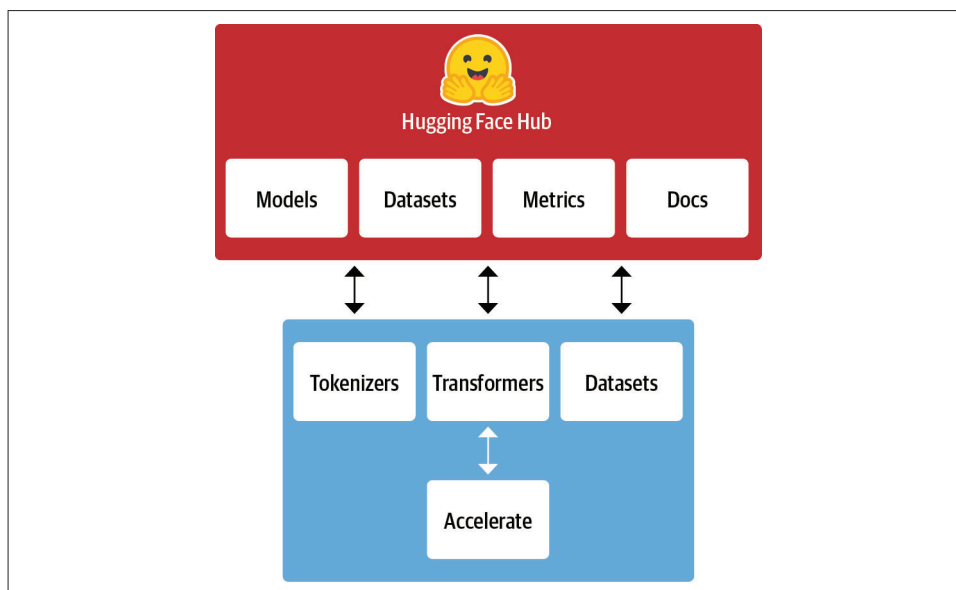 Hugging Face Hub
Models Datasets Metrics Docs
Tokenizers Transformers Datasets
Accelerate